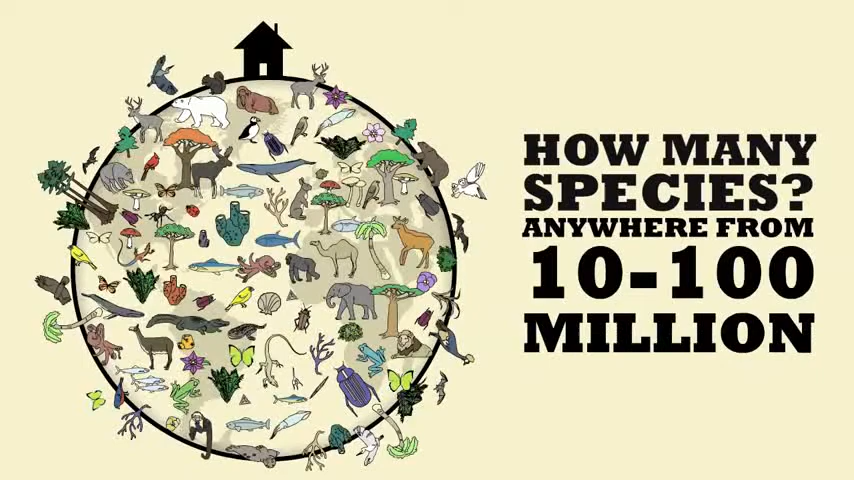 HOW MANY
SPECIES?
ANYWHERE FROM
10-100
MILLION